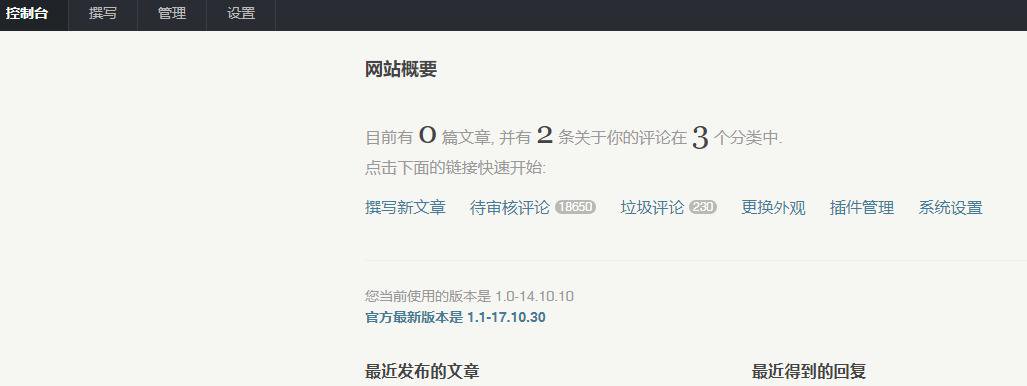 控制台 撰写 管理 设置
网站概要
目前有 0 篇文章, 并有 2 条关于你的评论在 3 个分类中.
点击下面的链接快速开始:
撰写新文章 待审核评论 18650 垃圾评论 230 更换外观 插件管理 系统设置
您当前使用的版本是 1.0-14.10.10
官方最新版本是 1.1-17.10.30
最近发布的文章 最近得到的回复